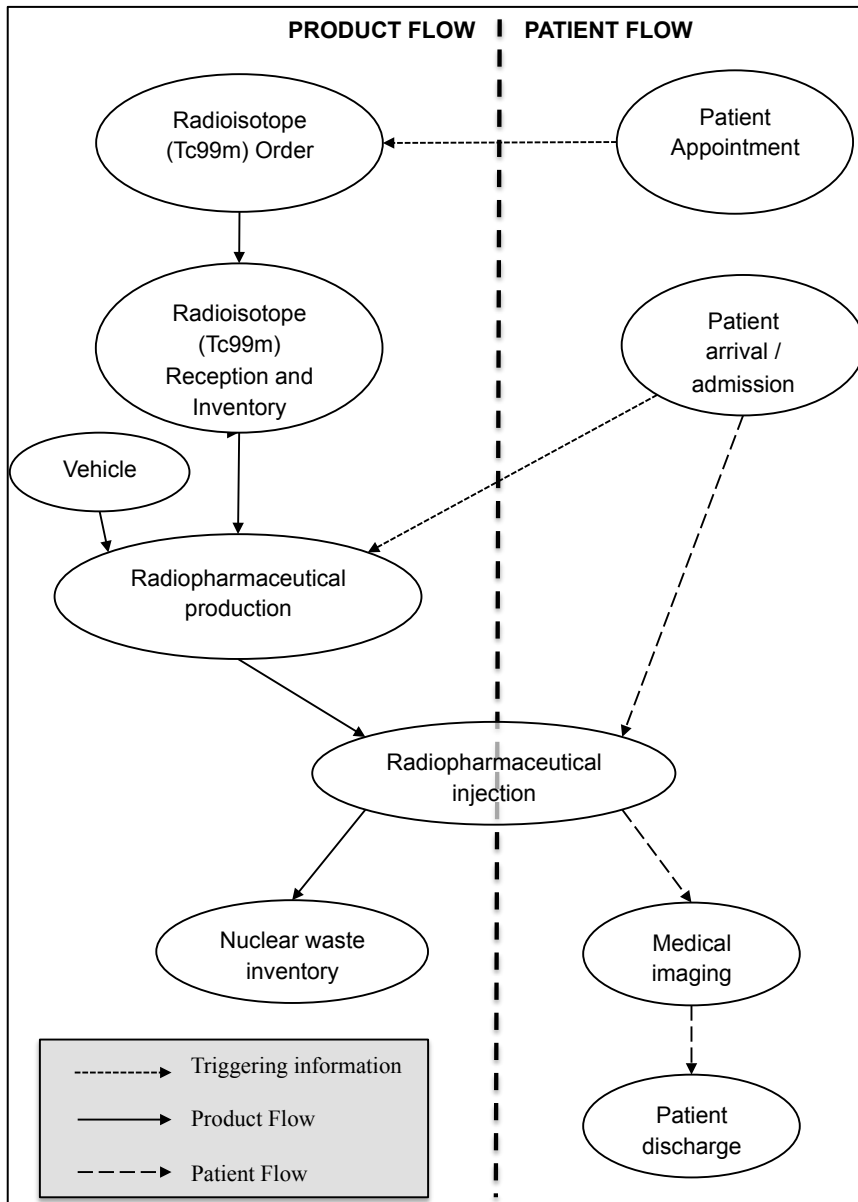 PRODUCT FLOW
PATIENT FLOW
Radioisotope
(Tc99m) Order
Patient
Appointment
Radioisotope
(Tc99m)
Reception and
Inventory
Patient
arrival /
admission
Vehicle
Radiopharmaceutical
production
Radiopharmaceutical
injection
Nuclear waste
inventory
Medical
imaging
Patient
discharge
Triggering information
Product Flow
Patient Flow